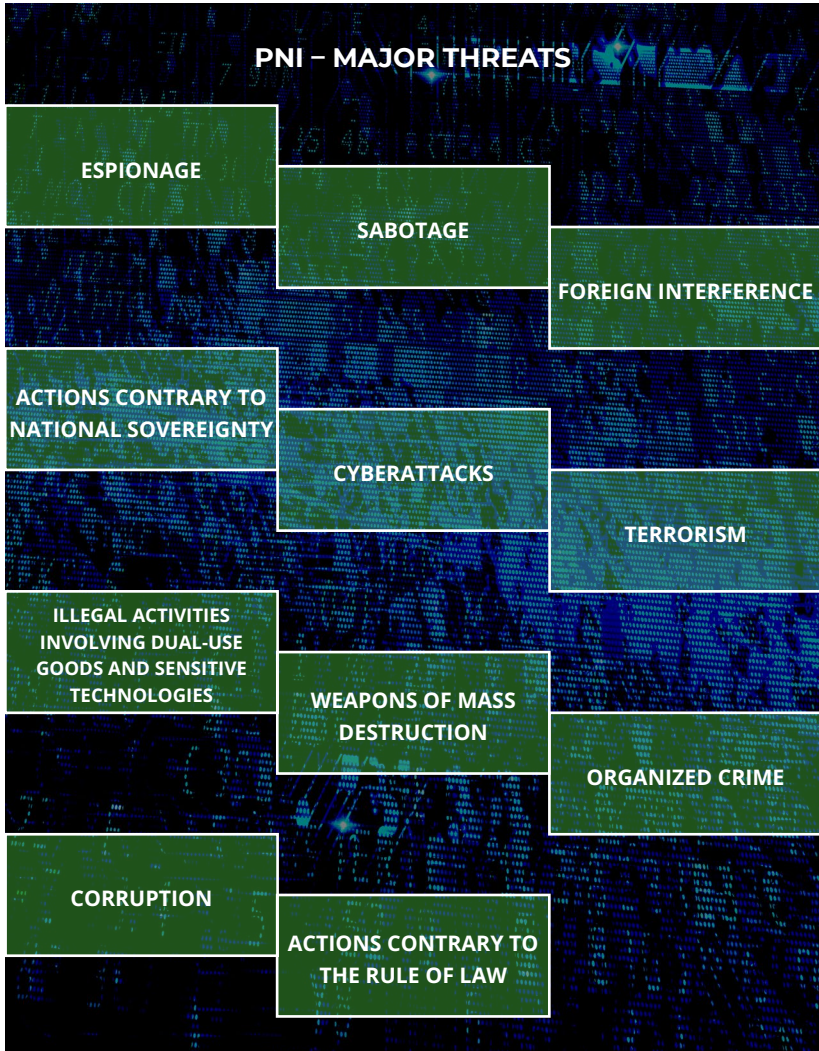 PNI – MAJOR THREATS
ESPIONAGE
SABOTAGE
FOREIGN INTERFERENCE
ACTIONS CONTRARY TO
NATIONAL SOVEREIGNTY
CYBERATTACKS
TERRORISM
ILLEGAL ACTIVITIES
INVOLVING DUAL-USE
GOODS AND SENSITIVE
TECHNOLOGIES
WEAPONS OF MASS
DESTRUCTION
ORGANIZED CRIME
CORRUPTION
ACTIONS CONTRARY TO
THE RULE OF LAW